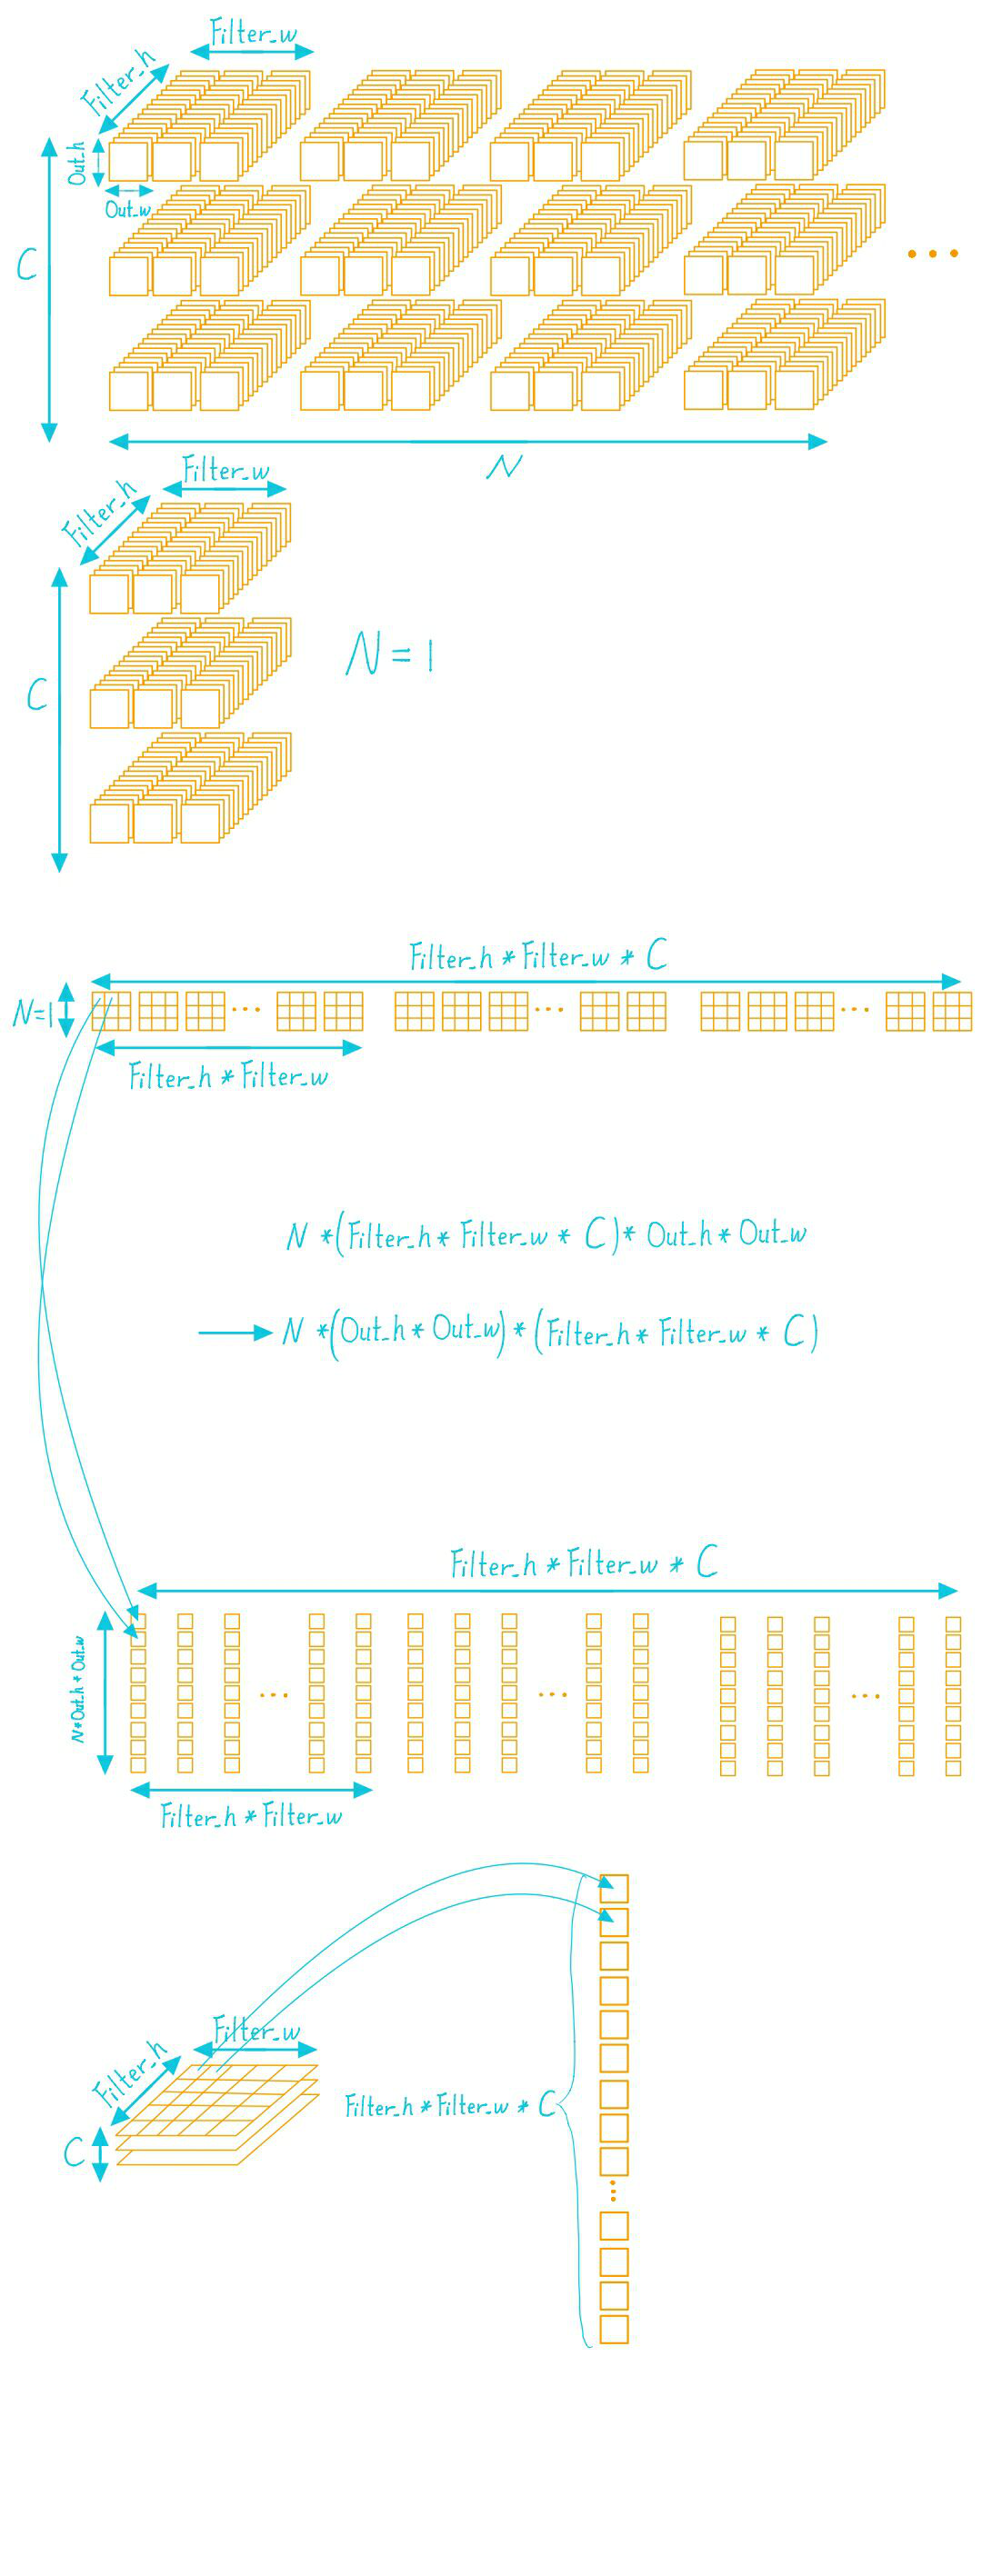 Filter_w
Filter_h
Out_h
Out_w
C
N
Filter_w
Filter_h
C
N=1
Filter_h * Filter_w * C
N=1
Filter_h * Filter_w
N *(Filter_h * Filter_w * C)* Out_h * Out_w
N *(Out_h * Out_w) * (Filter_h * Filter_w * C)
Filter_h * Filter_w * C
N*Out_h * Out_w
Filter_h * Filter_w
Filter_w
Filter_h
Filter_h * Filter_w * C
C